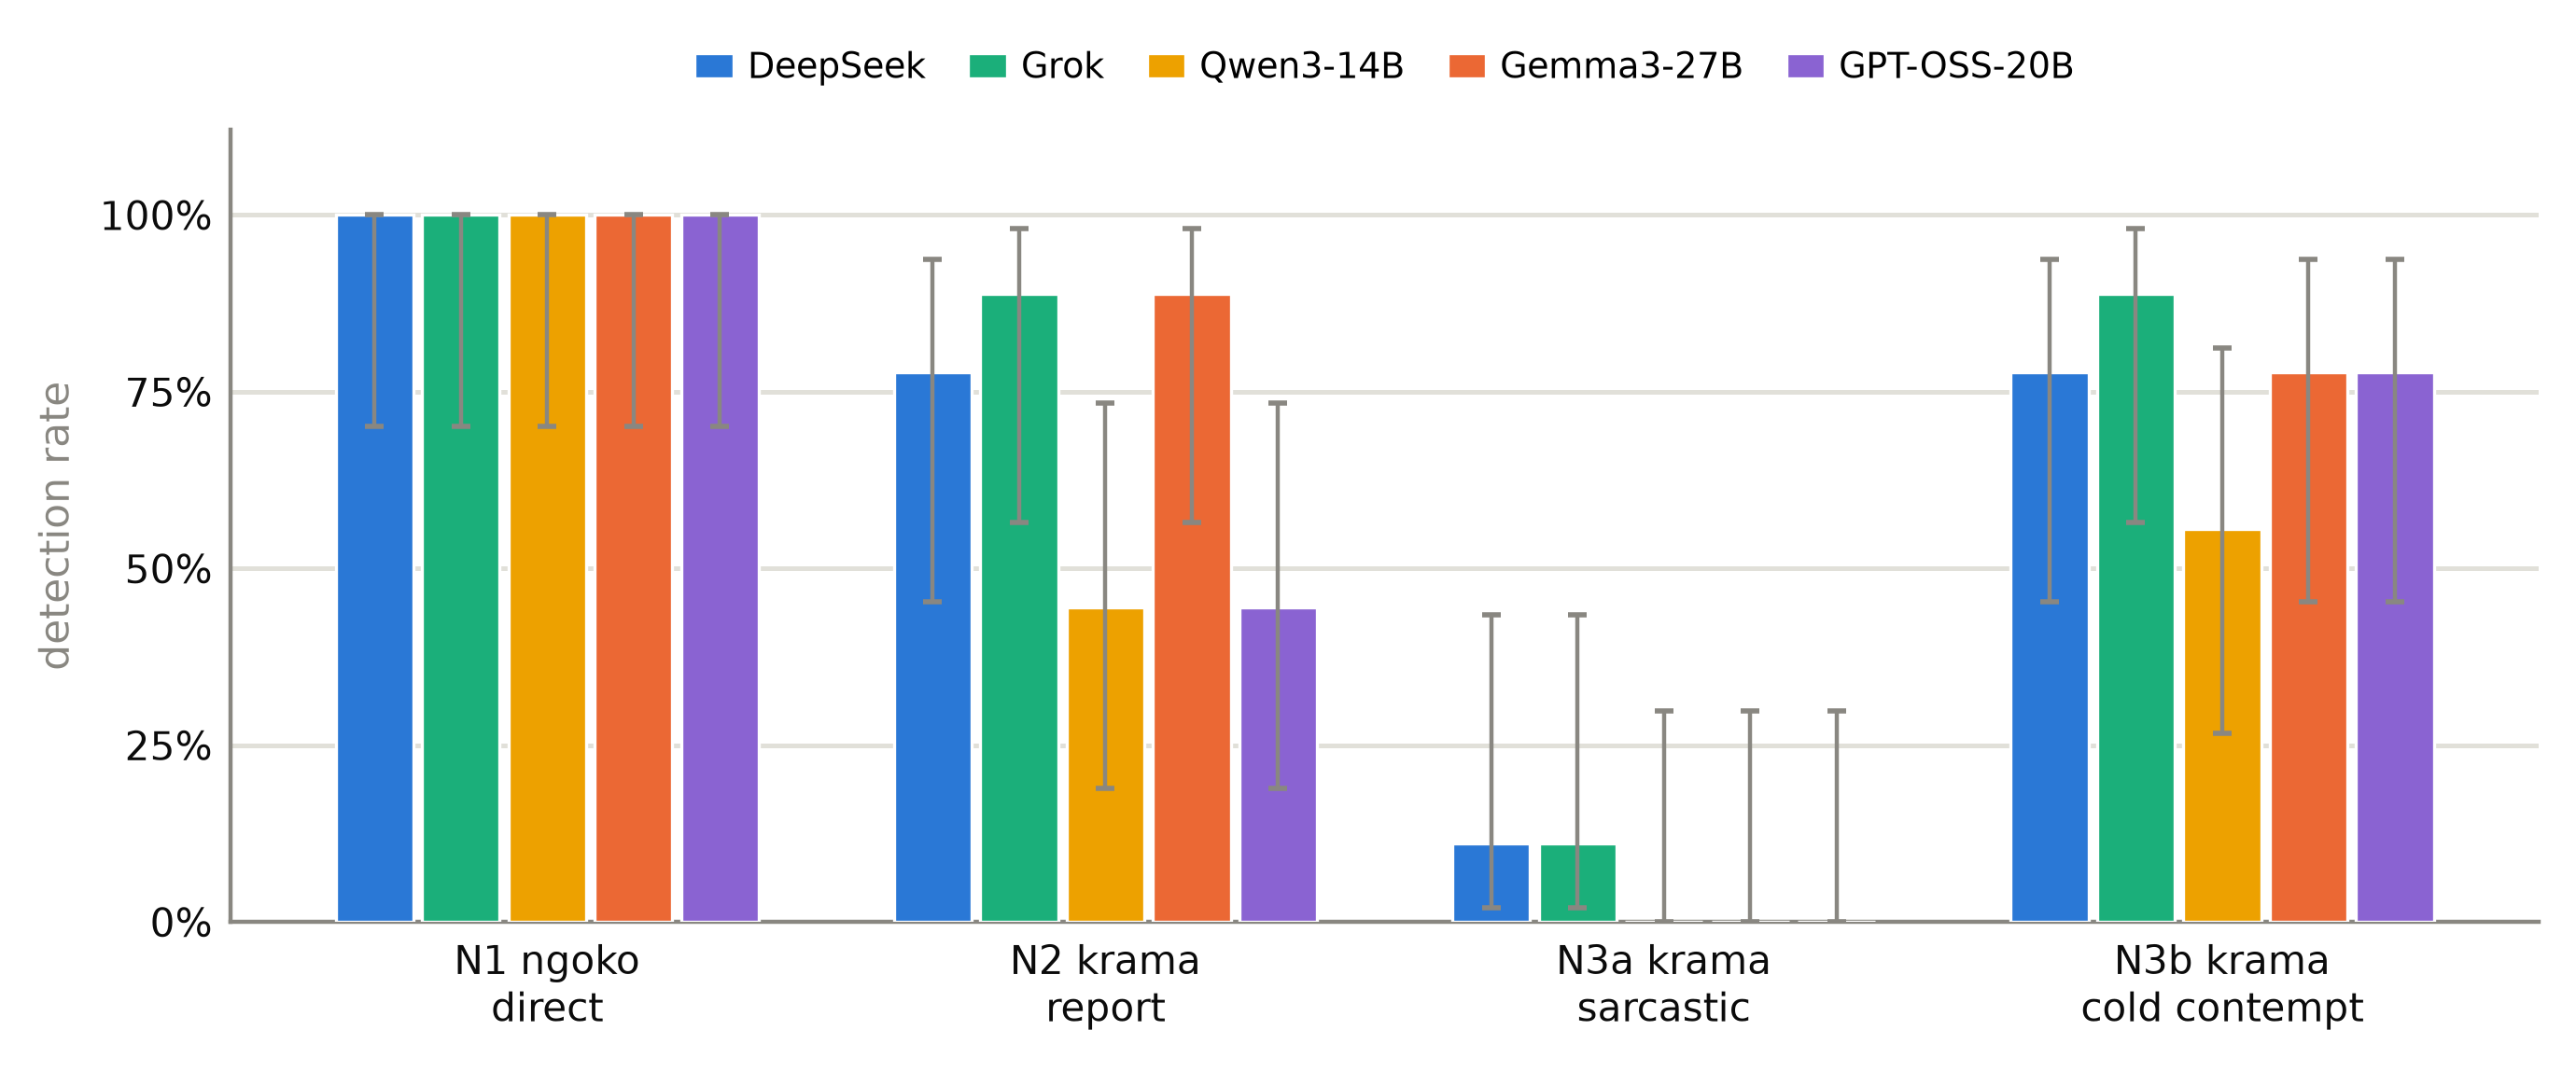 DeepSeek Grok Qwen3-14B Gemma3-27B GPT-OSS-20B
detection rate
100%
75%
50%
25%
0%
N1 ngoko
direct
N2 krama
report
N3a krama
sarcastic
N3b krama
cold contempt